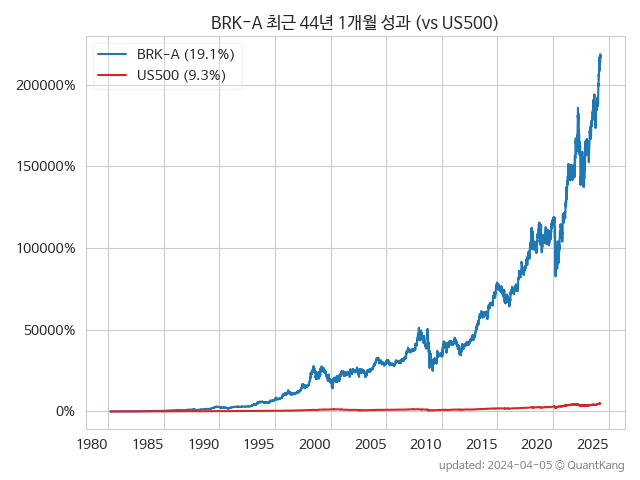 BRK-A 최근 44년 1개월 성과 (vs US500)
BRK-A (19.1%)
US500 (9.3%)
200000%
150000%
100000%
50000%
0%
1980 1985 1990 1995 2000 2005 2010 2015 2020 2025
updated: 2024-04-05 © QuantKang